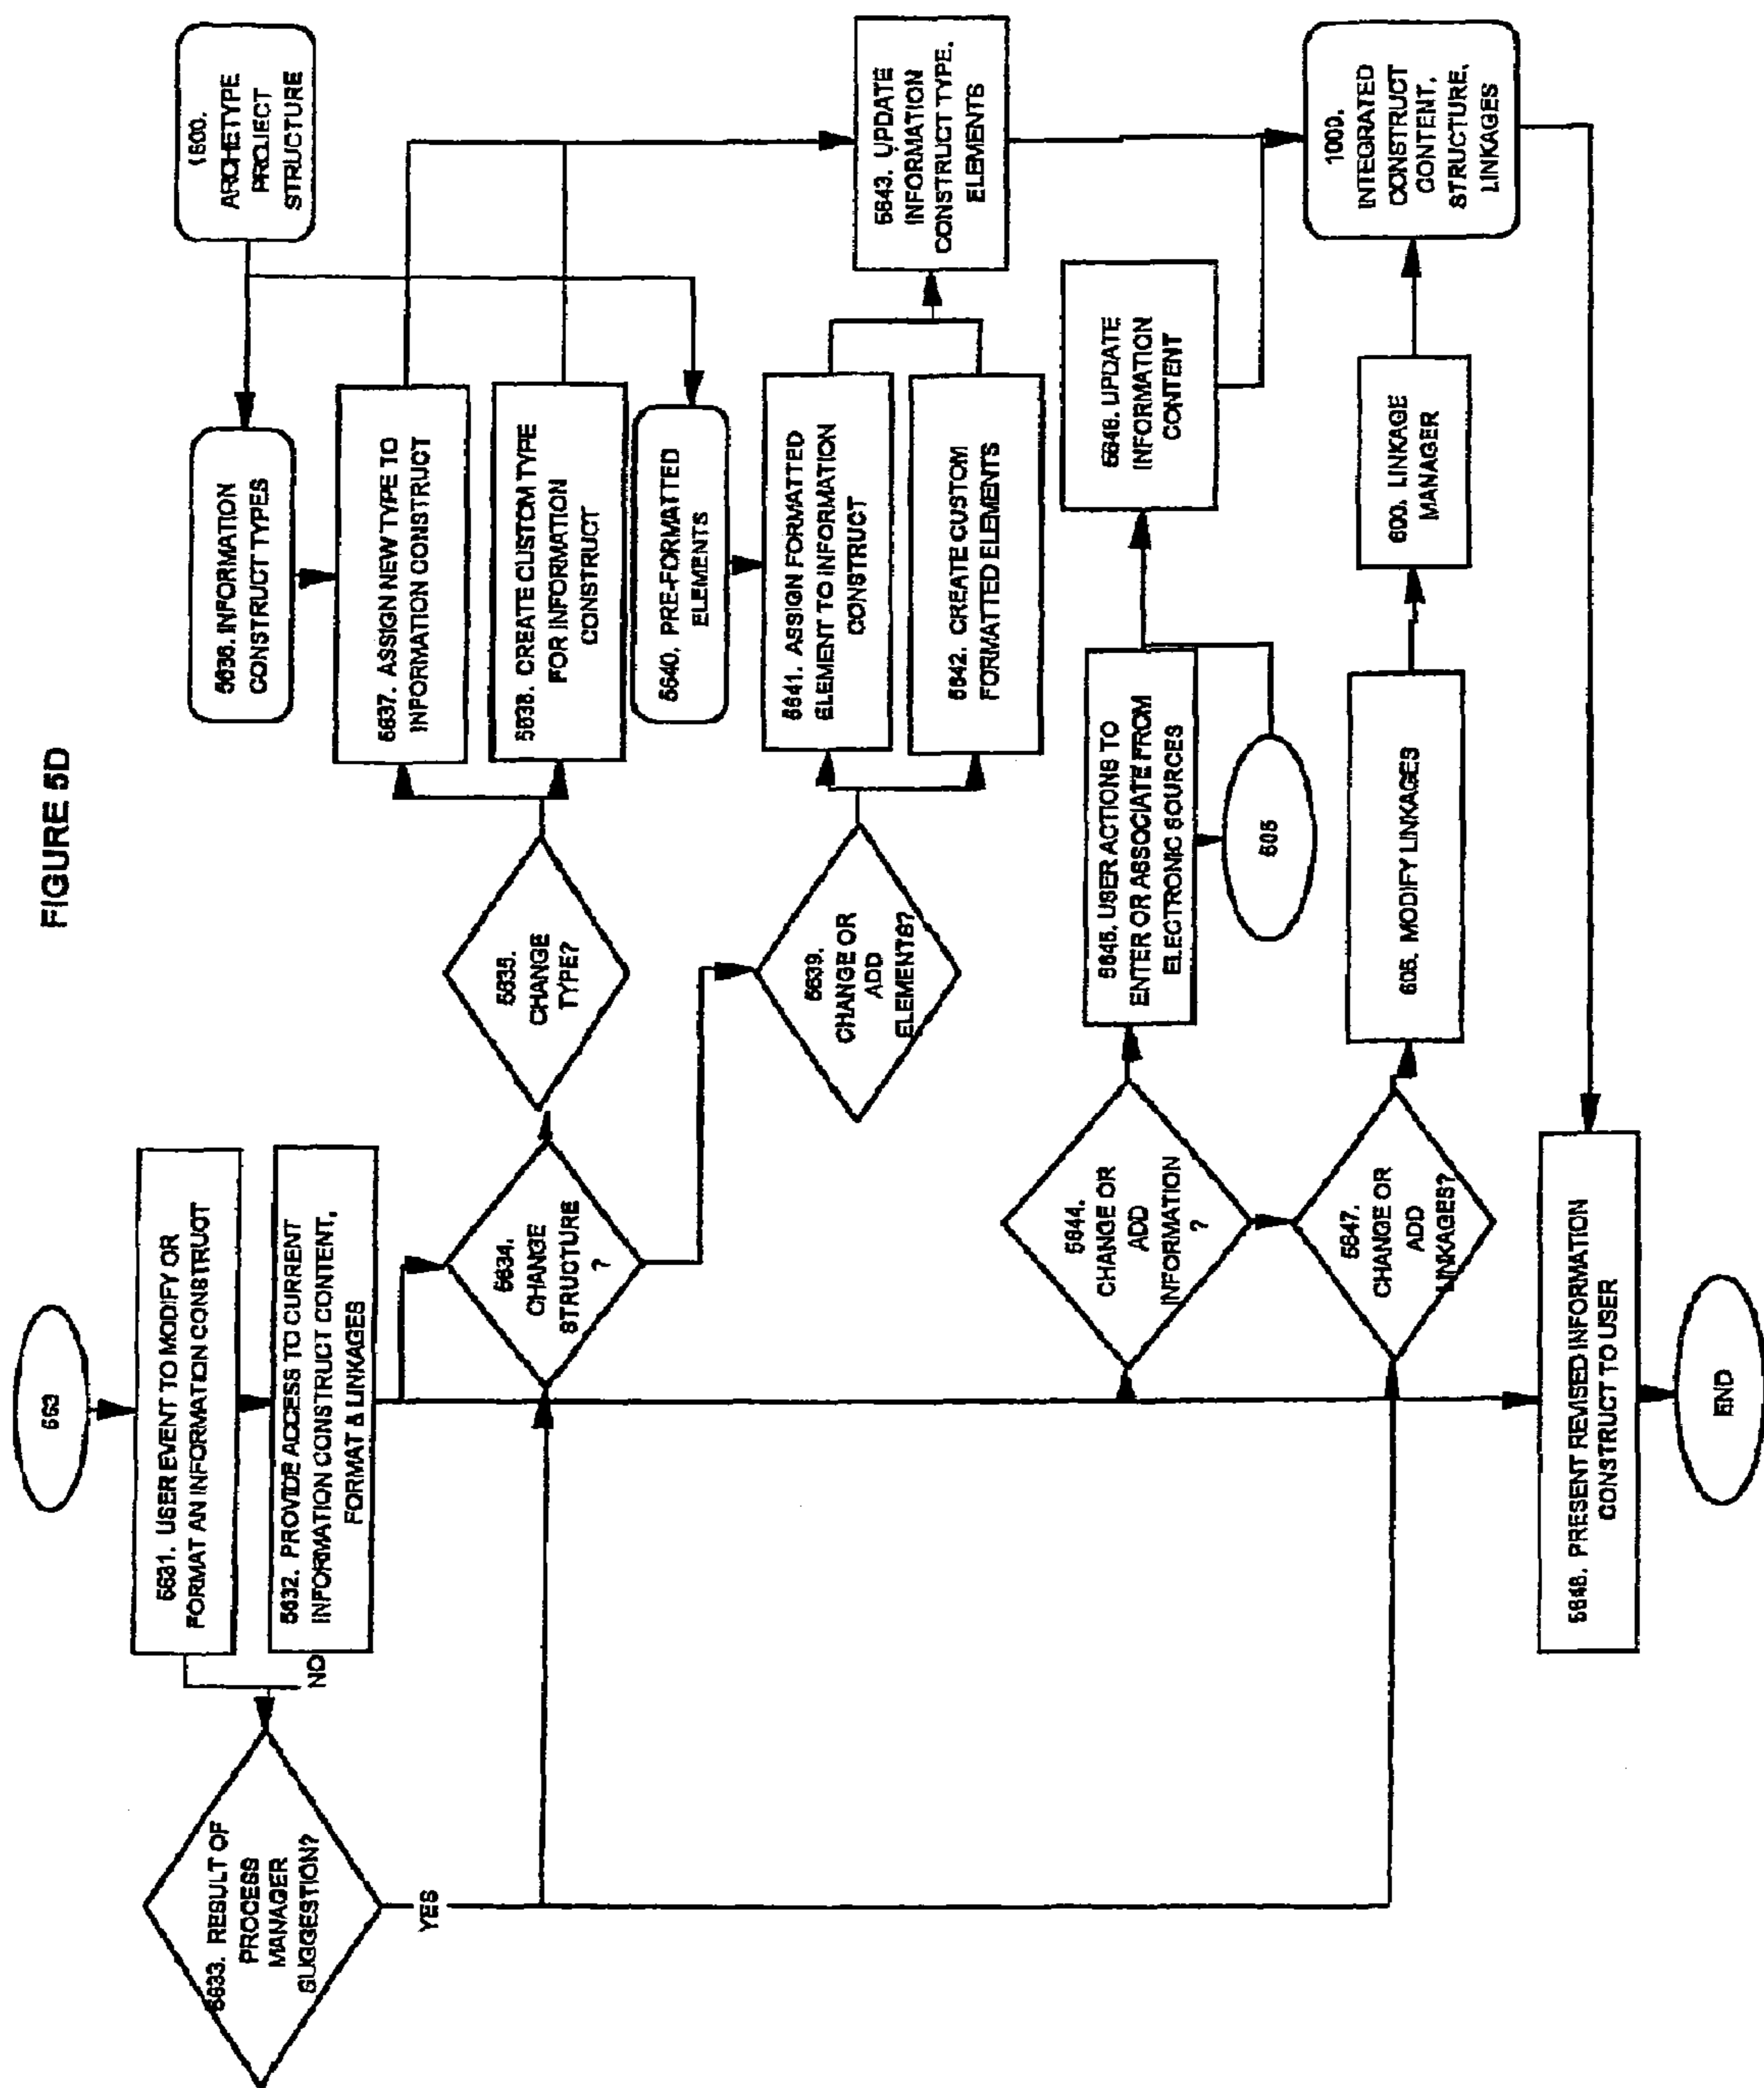 FIGURE 5D
563
5631. USER EVENT TO MODIFY OR
FORMAT AN INFORMATION CONSTRUCT
5632. PROVIDE ACCESS TO CURRENT
INFORMATION CONSTRUCT CONTENT,
FORMAT & LINKAGES
NO
5633. RESULT OF
PROCESS
MANAGER
SUGGESTION?
YES
5634.
CHANGE
STRUCTURE
?
5635.
CHANGE
TYPE?
1500.
ARCHETYPE
PROJECT
STRUCTURE
5636. INFORMATION
CONSTRUCT TYPES
5637. ASSIGN NEW TYPE TO
INFORMATION CONSTRUCT
5638. CREATE CUSTOM TYPE
FOR INFORMATION
CONSTRUCT
5639.
CHANGE OR
ADD
ELEMENTS?
5640. PRE-FORMATTED
ELEMENTS
5641. ASSIGN FORMATTED
ELEMENT TO INFORMATION
CONSTRUCT
5642. CREATE CUSTOM
FORMATTED ELEMENTS
5643. UPDATE
INFORMATION
CONSTRUCT TYPE,
ELEMENTS
5644.
CHANGE OR
ADD
INFORMATION
?
5645. USER ACTIONS TO
ENTER OR ASSOCIATE FROM
ELECTRONIC SOURCES
605
5646. UPDATE
INFORMATION
CONTENT
5647.
CHANGE OR
ADD
LINKAGES?
605. MODIFY LINKAGES
600. LINKAGE
MANAGER
1000.
INTEGRATED
CONSTRUCT
CONTENT,
STRUCTURE,
LINKAGES
5648. PRESENT REVISED INFORMATION
CONSTRUCT TO USER
END